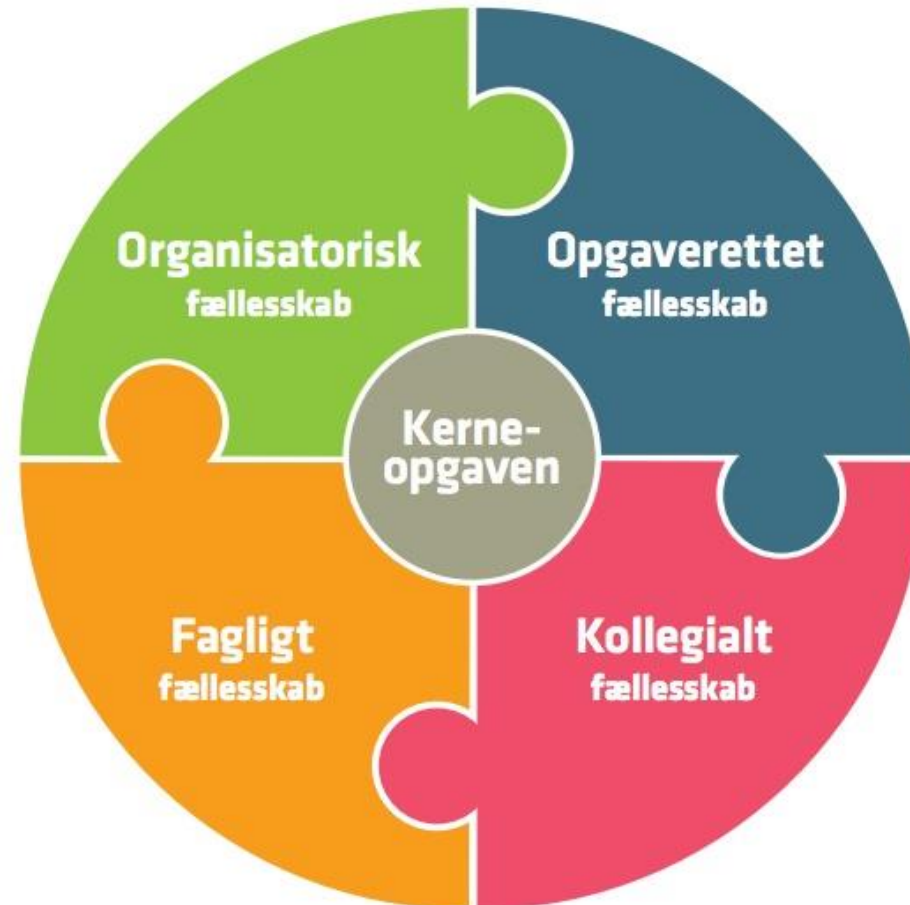 Organisatorisk
fællesskab
Opgaverettet
fællesskab
Kerne-
opgaven
Fagligt
fællesskab
Kollegialt
fællesskab